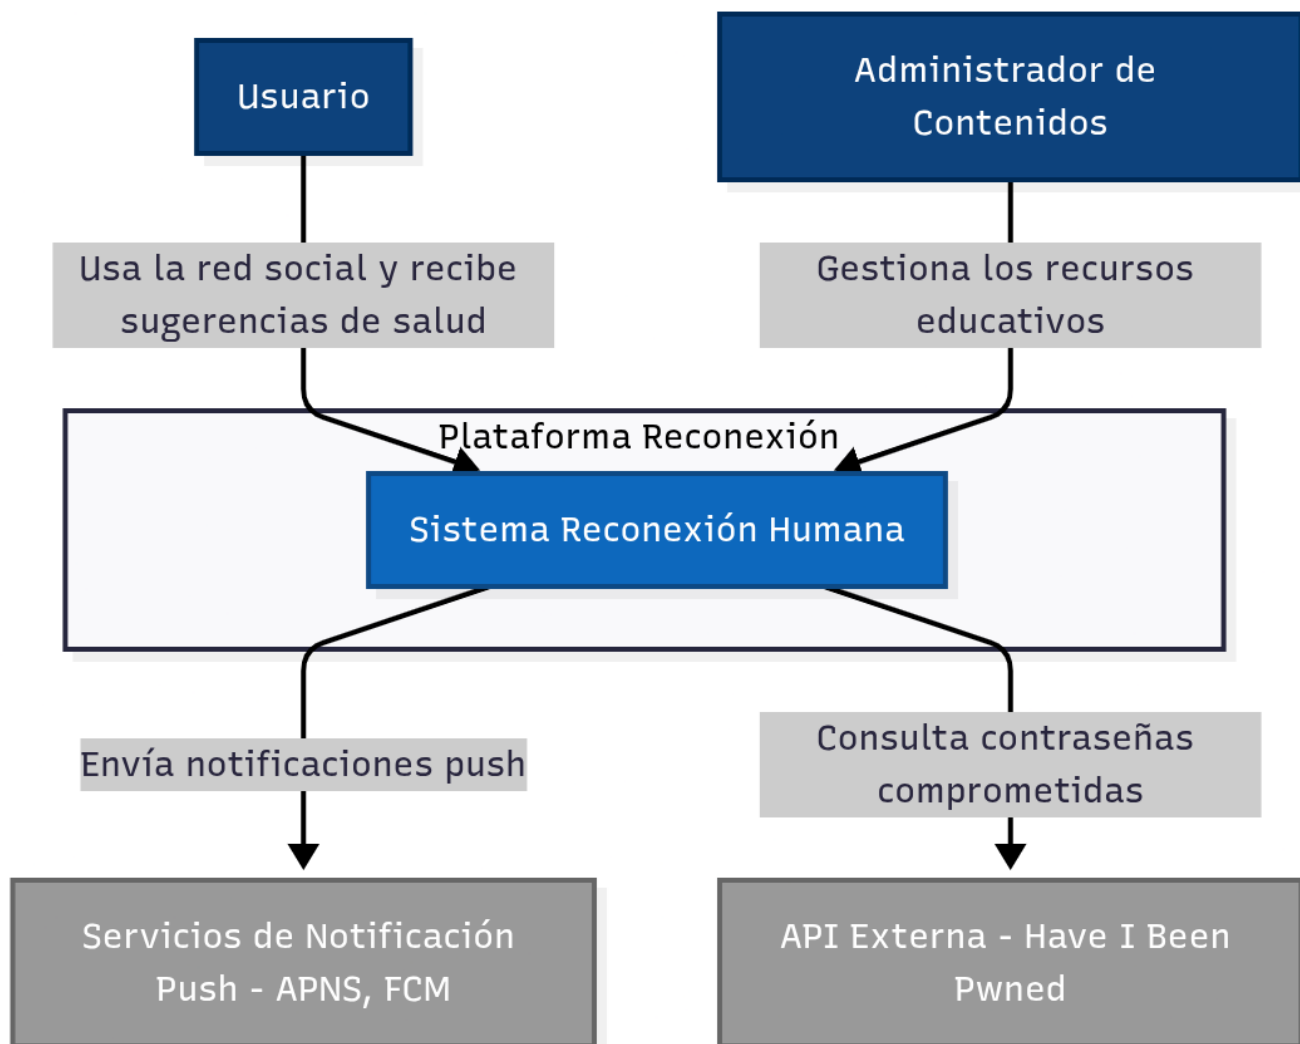 Usuario
Administrador de
Contenidos
Usa la red social y recibe
sugerencias de salud
Gestiona los recursos
educativos
Plataforma Reconexión
Sistema Reconexión Humana
Envía notificaciones push
Consulta contraseñas
comprometidas
Servicios de Notificación
Push - APNS, FCM
API Externa - Have I Been
Pwned